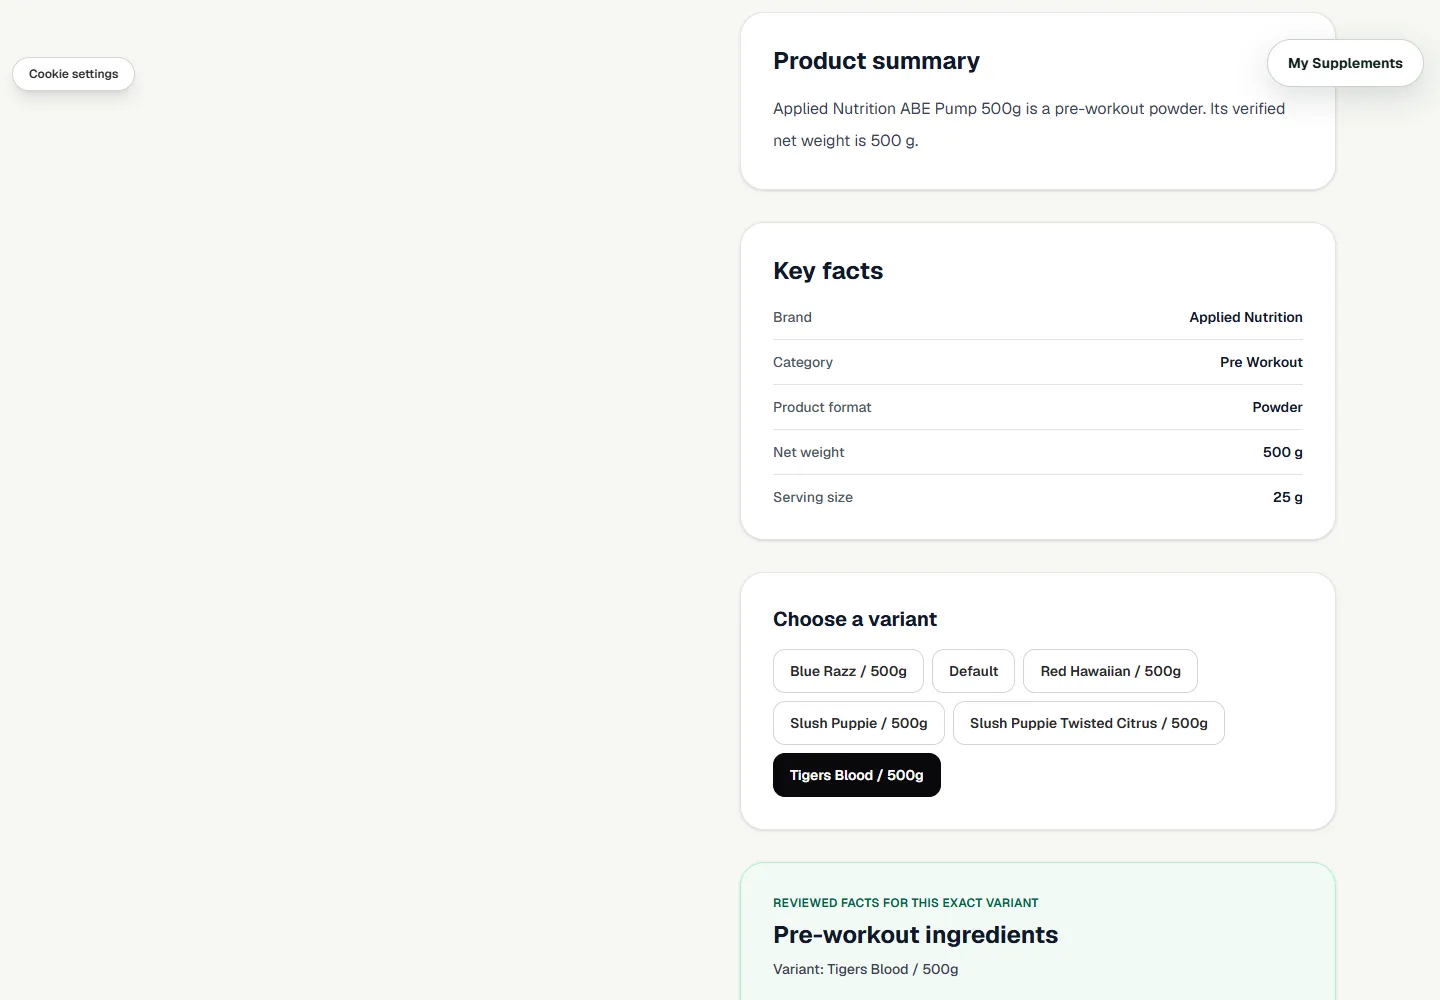 Cookie settings
My Supplements
Product summary
Applied Nutrition ABE Pump 500g is a pre-workout powder. Its verified
net weight is 500 g.
Key facts
Brand Applied Nutrition
Category Pre Workout
Product format Powder
Net weight 500 g
Serving size 25 g
Choose a variant
Blue Razz / 500g Default Red Hawaiian / 500g
Slush Puppie / 500g Slush Puppie Twisted Citrus / 500g
Tigers Blood / 500g
REVIEWED FACTS FOR THIS EXACT VARIANT
Pre-workout ingredients
Variant: Tigers Blood / 500g